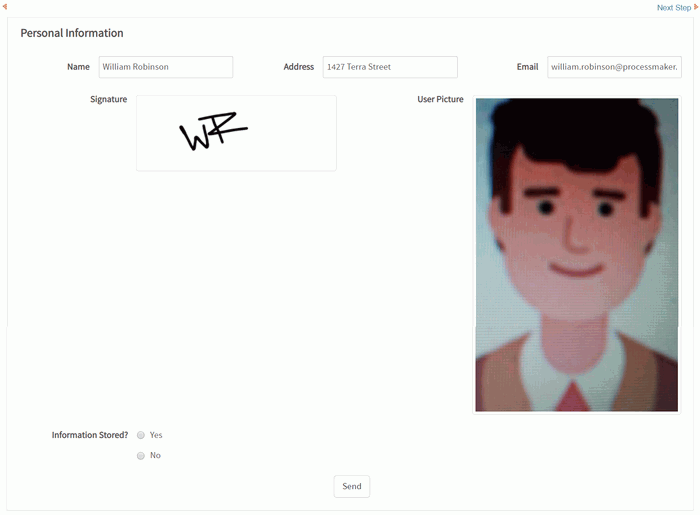 Next Step
Personal Information
Name William Robinson Address 1427 Terra Street Email william.robinson@processmaker.
Signature WR User Picture
Information Stored? Yes
No
Send